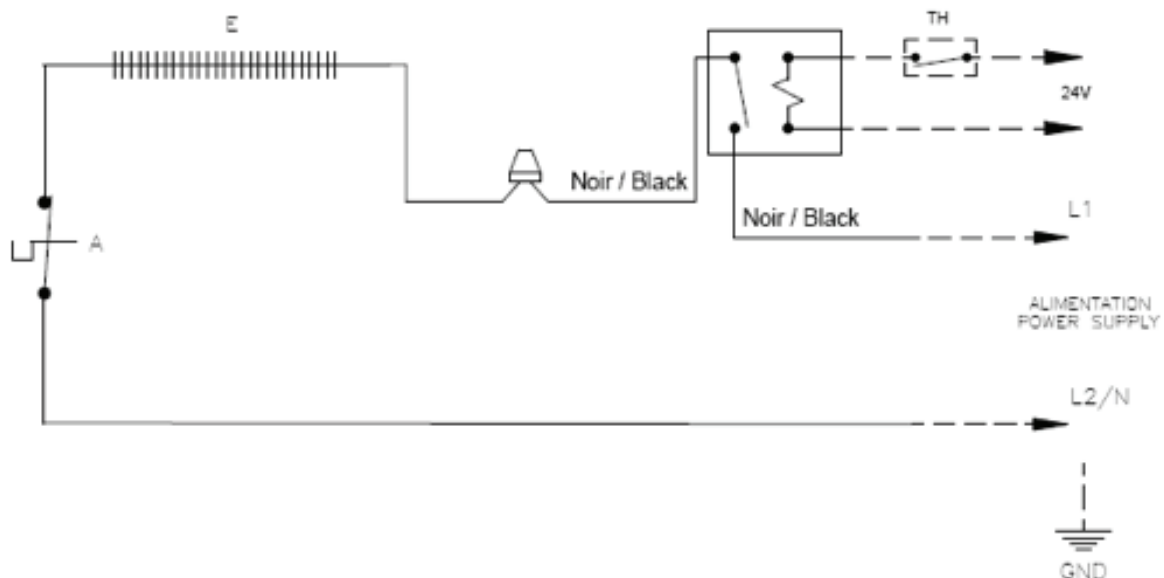 E
TH
24V
Noir / Black
Noir / Black
L1
A
ALIMENTATION
POWER SUPPLY
L2/N
GND